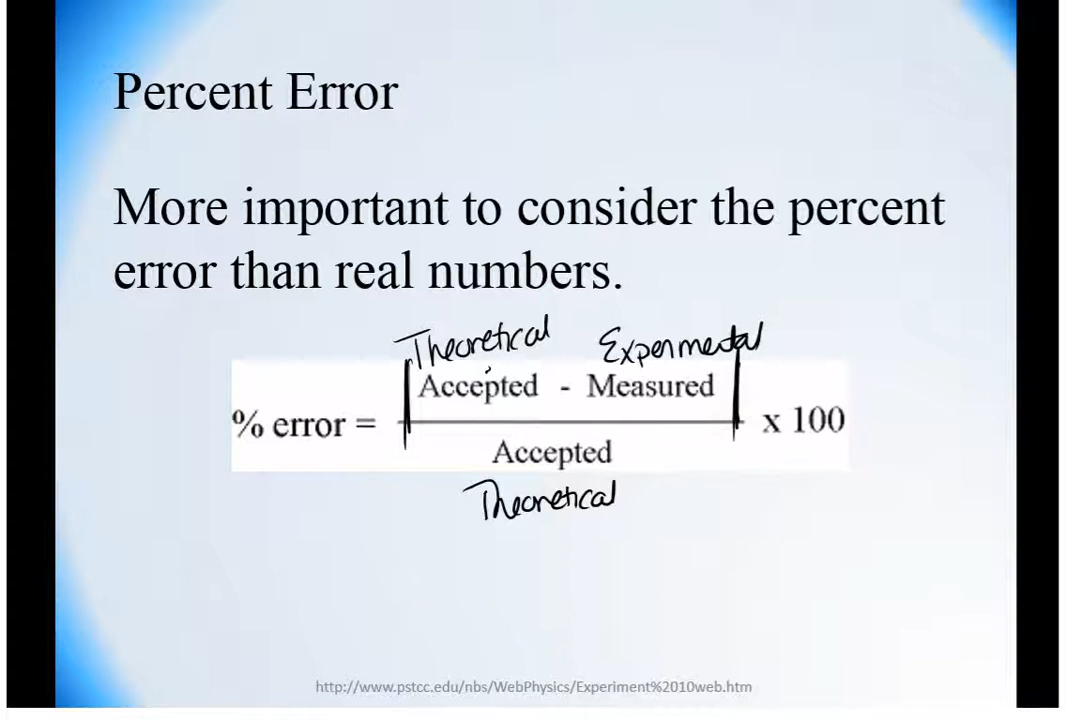 Percent Error
More important to consider the percent
error than real numbers.
Theoretical Expermental
Accepted - Measured
% error = x 100
Accepted
Theoretical
http://www.pstcc.edu/nbs/WebPhysics/Experiment%2010web.htm